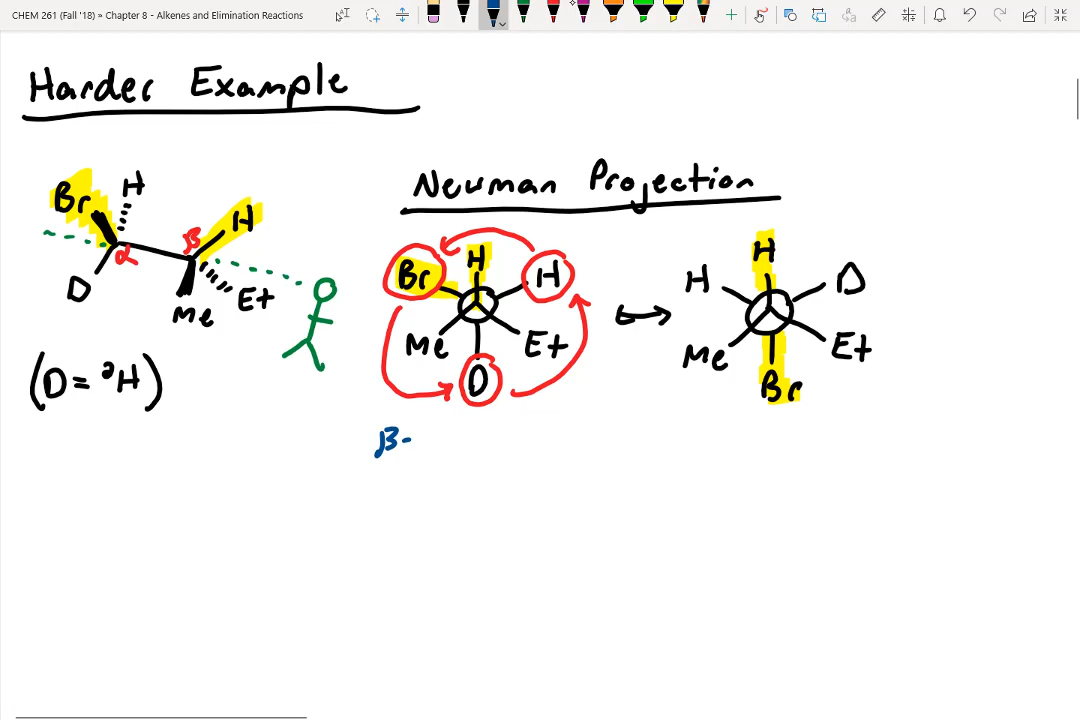 CHEM 261 (Fall '18) » Chapter 8 - Alkenes and Elimination Reactions
Harder Example
Newman Projection
Br H α β H
D Me Et
(D = ²H)
Br H H
Me Et
D
H
H D
Me Et
Br
β-